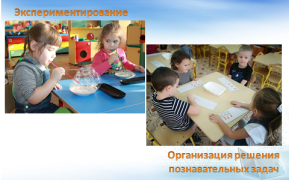 Экспериментирование
Организация решения
познавательных задач